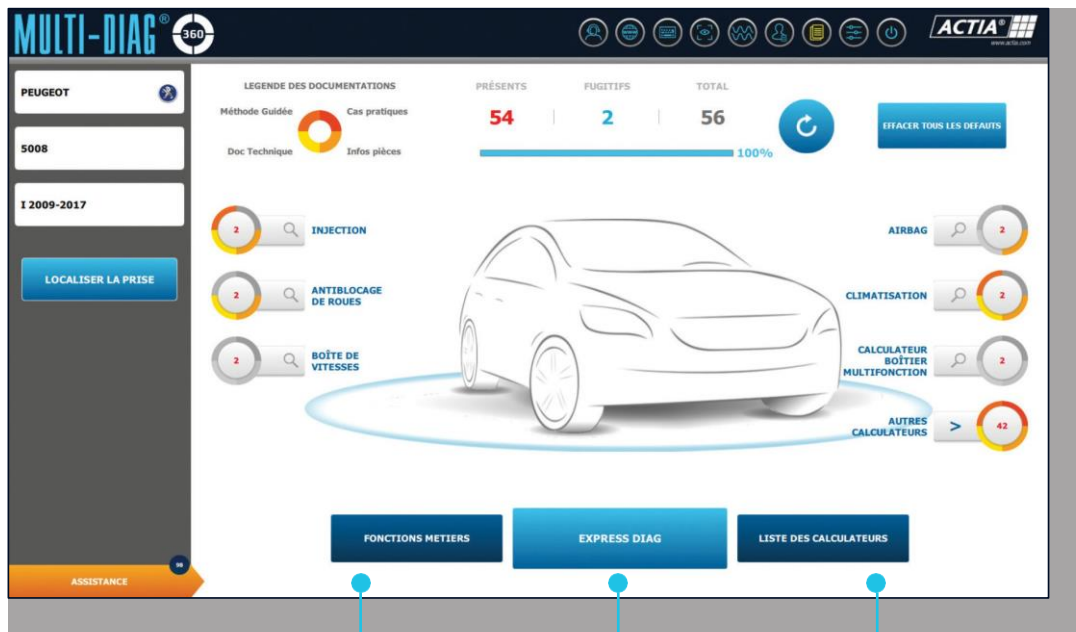 MULTI-DIAG® 360
ACTIA®
www.actia.com
PEUGEOT
5008
I 2009-2017
LOCALISER LA PRISE
ASSISTANCE
99
LEGENDE DES DOCUMENTATIONS
Méthode Guidée
Cas pratiques
Doc Technique
Infos pièces
PRÉSENTS
FUGITIFS
TOTAL
54
2
56
100%
EFFACER TOUS LES DEFAUTS
2
INJECTION
2
ANTIBLOCAGE
DE ROUES
2
BOÎTE DE
VITESSES
AIRBAG
2
CLIMATISATION
2
CALCULATEUR
BOÎTIER
MULTIFONCTION
2
AUTRES
CALCULATEURS
>
42
FONCTIONS METIERS
EXPRESS DIAG
LISTE DES CALCULATEURS